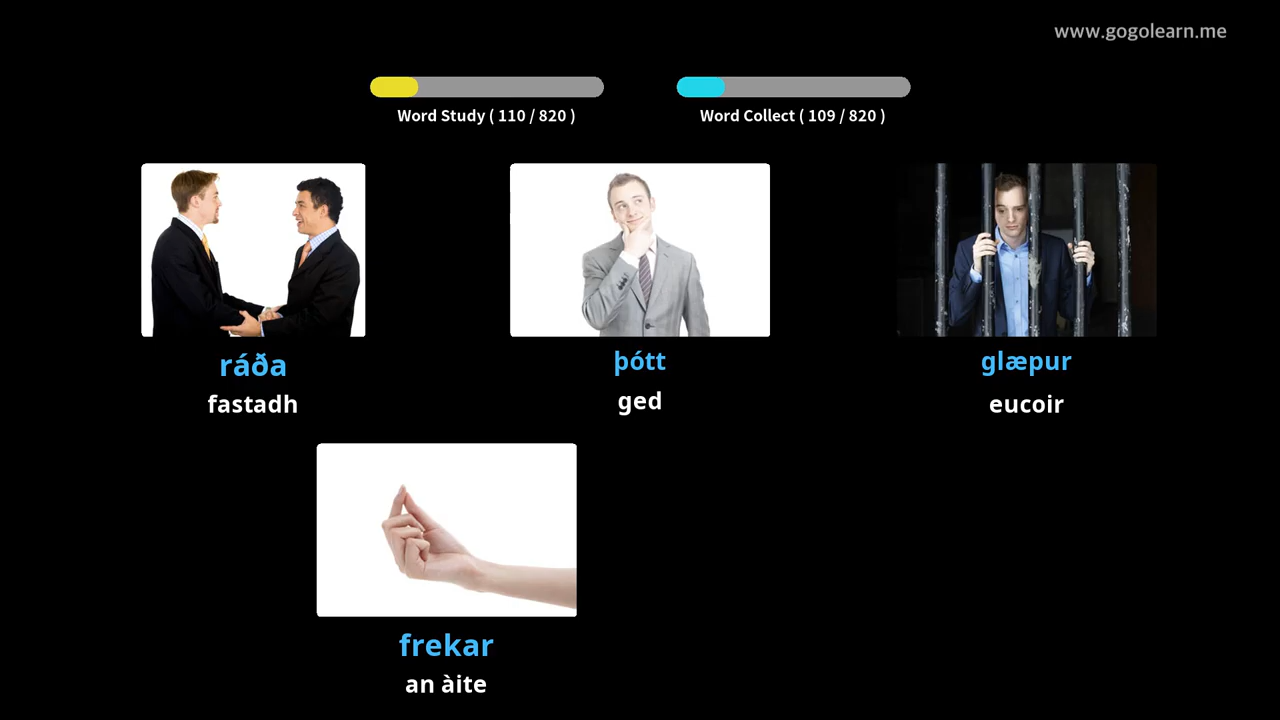 www.gogolearn.me
Word Study ( 110 / 820 )
Word Collect ( 109 / 820 )
ráða
fastadh
þótt
ged
glæpur
eucoir
frekar
an àite